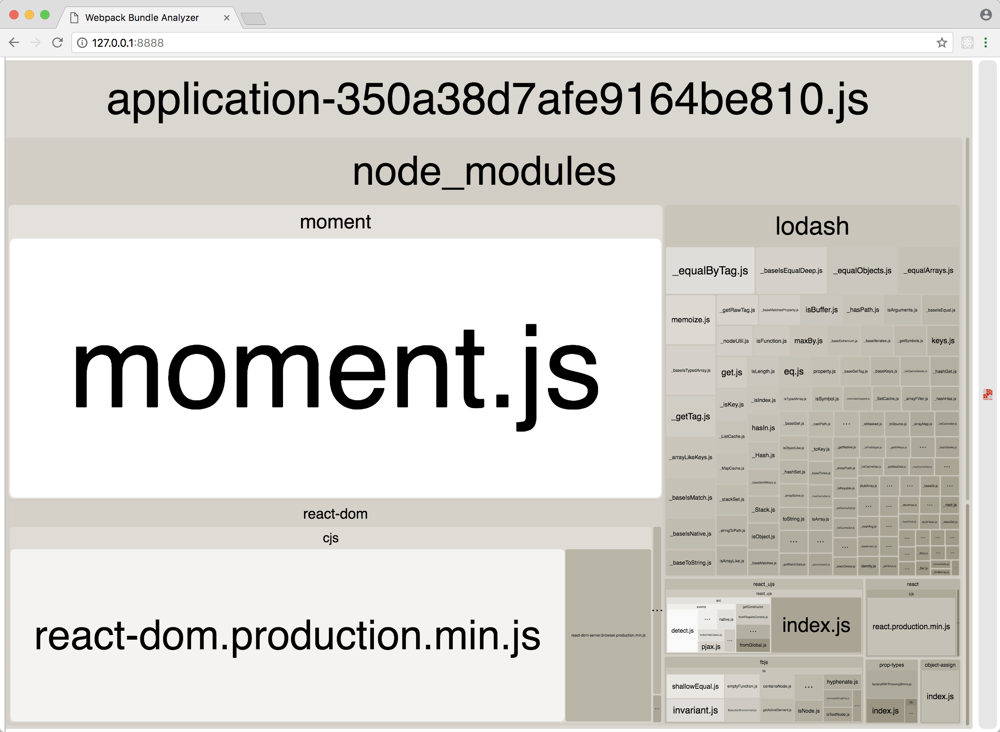 Webpack Bundle Analyzer
127.0.0.1:8888
application-350a38d7afe9164be810.js
node_modules
moment
lodash
moment.js
_equalByTag.js _baseIsEqualDeep.js _equalObjects.js _equalArrays.js
memoize.js _getRawTag.js _baseMatchesProperty.js isBuffer.js _hasPath.js isArguments.js _baseIsEqual.js
_nodeUtil.js isFunction.js maxBy.js _baseExtremum.js _baseIteratee.js _getSymbols.js keys.js
_baseIsTypedArray.js get.js isLength.js eq.js property.js _baseGetTag.js _baseKeys.js _listCacheDelete.js _hashGet.js
_getTag.js _isKey.js _isIndex.js isTypedArray.js isSymbol.js _memoizeCapped.js _SetCache.js _arrayFilter.js _hashHas.js
hasIn.js _baseGet.js _castPath.js ... _isMasked.js _toSource.js _arrayMap.js _listCacheSet.js
_ListCache.js isObjectLike.js _toKey.js _getNative.js _isPrototype.js _getAllKeys.js ... _hashDelete.js
_arrayLikeKeys.js _MapCache.js _Hash.js _hashSet.js _baseTimes.js _arrayPush.js _listCacheHas.js _getMapData.js _mapCacheClear.js ...
_baseGetAllKeys.js _arraySome.js _mapCacheSet.js _isKeyable.js stubArray.js ... ... _baseGt.js ...
_baseIsMatch.js _stackSet.js _Stack.js toString.js isArray.js _setCacheAdd.js ... ... _stackHas.js ... _root.js
_baseIsNative.js _stringToPath.js isObject.js ... ... _listCacheGet.js _overArg.js ... _hashClear.js stubFalse.js _stackGet.js
... _baseHasIn.js ... ... ... ... ...
... _Map.js ... ...
_baseToString.js isArrayLike.js _baseMatches.js _getMatchData.js _assocIndexOf.js _stackDelete.js identity.js _getValue.js ... _Set.js _coreJsData.js ...
_Uint8Array.js
react-dom
cjs
react-dom.production.min.js
react-dom-server.browser.production.min.js
...
...
react_ujs
react_ujs
src
events
detect.js
...
native.js
turbolinksClassic.js
...
pjax.js
getConstructor
fromRequireContext.js
...
fromGlobal.js
index.js
react
cjs
react.production.min.js
...
fbjs
lib
shallowEqual.js emptyFunction.js containsNode.js ... hyphenate.js
memoizeStringOnly.js ...
invariant.js ExecutionEnvironment.js getActiveElement.js isNode.js isTextNode.js
prop-types
factoryWithThrowingShims.js
index.js
lib
...
object-assign
index.js